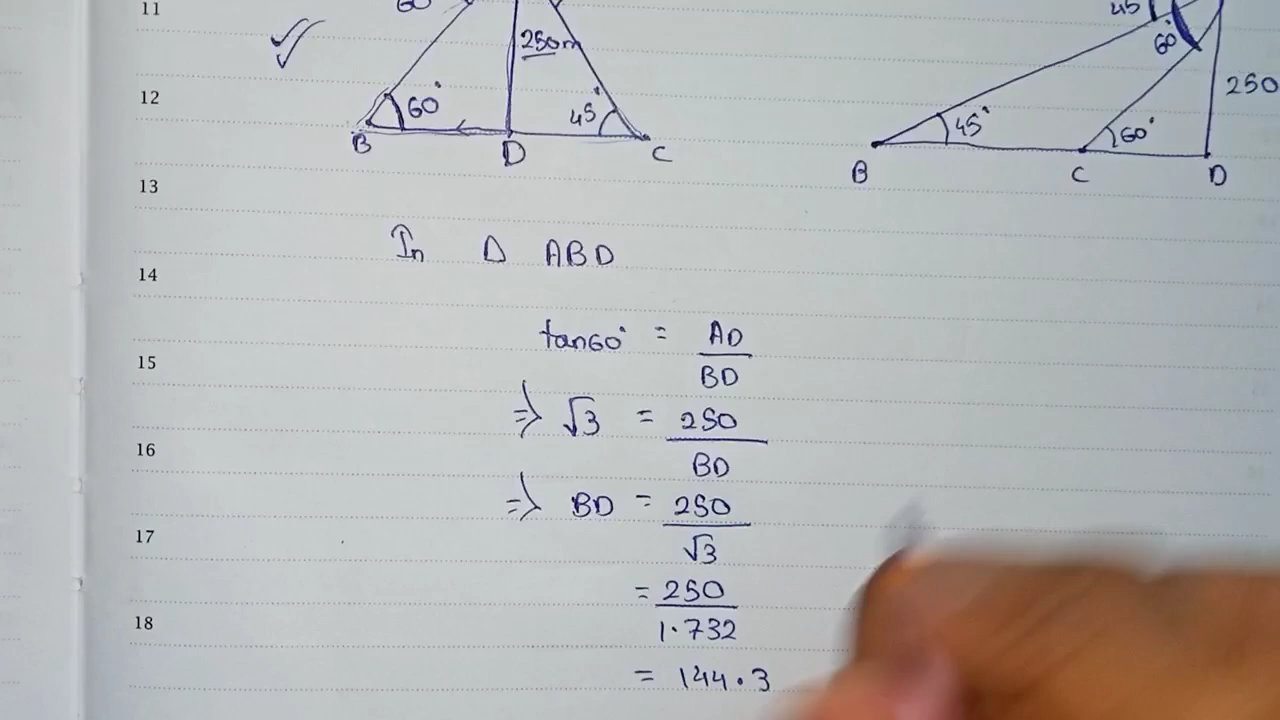 11
60
45
60°
250m
12
60°
45°
250
45°
60°
B
D
C
B
C
D
13
In Δ ABD
14
tan60° = AD
15
BD
⇒ √3 = 250
16
BD
⇒ BD = 250
17
√3
= 250
18
1.732
= 144.3